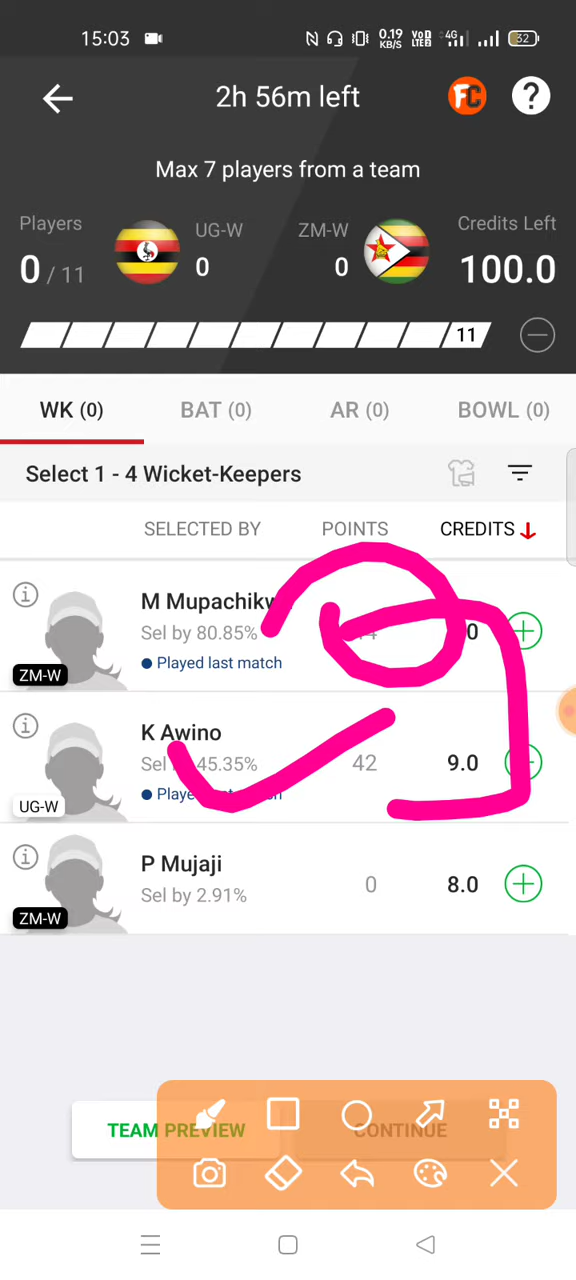 15:03 0.19 KB/S VoD LTE2 4G 32
2h 56m left FC ?
Max 7 players from a team
Players UG-W ZM-W Credits Left
0 / 11 0 0 100.0
11
WK (0) BAT (0) AR (0) BOWL (0)
Select 1 - 4 Wicket-Keepers
SELECTED BY POINTS CREDITS
M Mupachikw
Sel by 80.85%
Played last match
ZM-W
K Awino
Sel 45.35% 42 9.0
UG-W
P Mujaji
Sel by 2.91% 0 8.0
ZM-W
TEAM PREVIEW CONTINUE